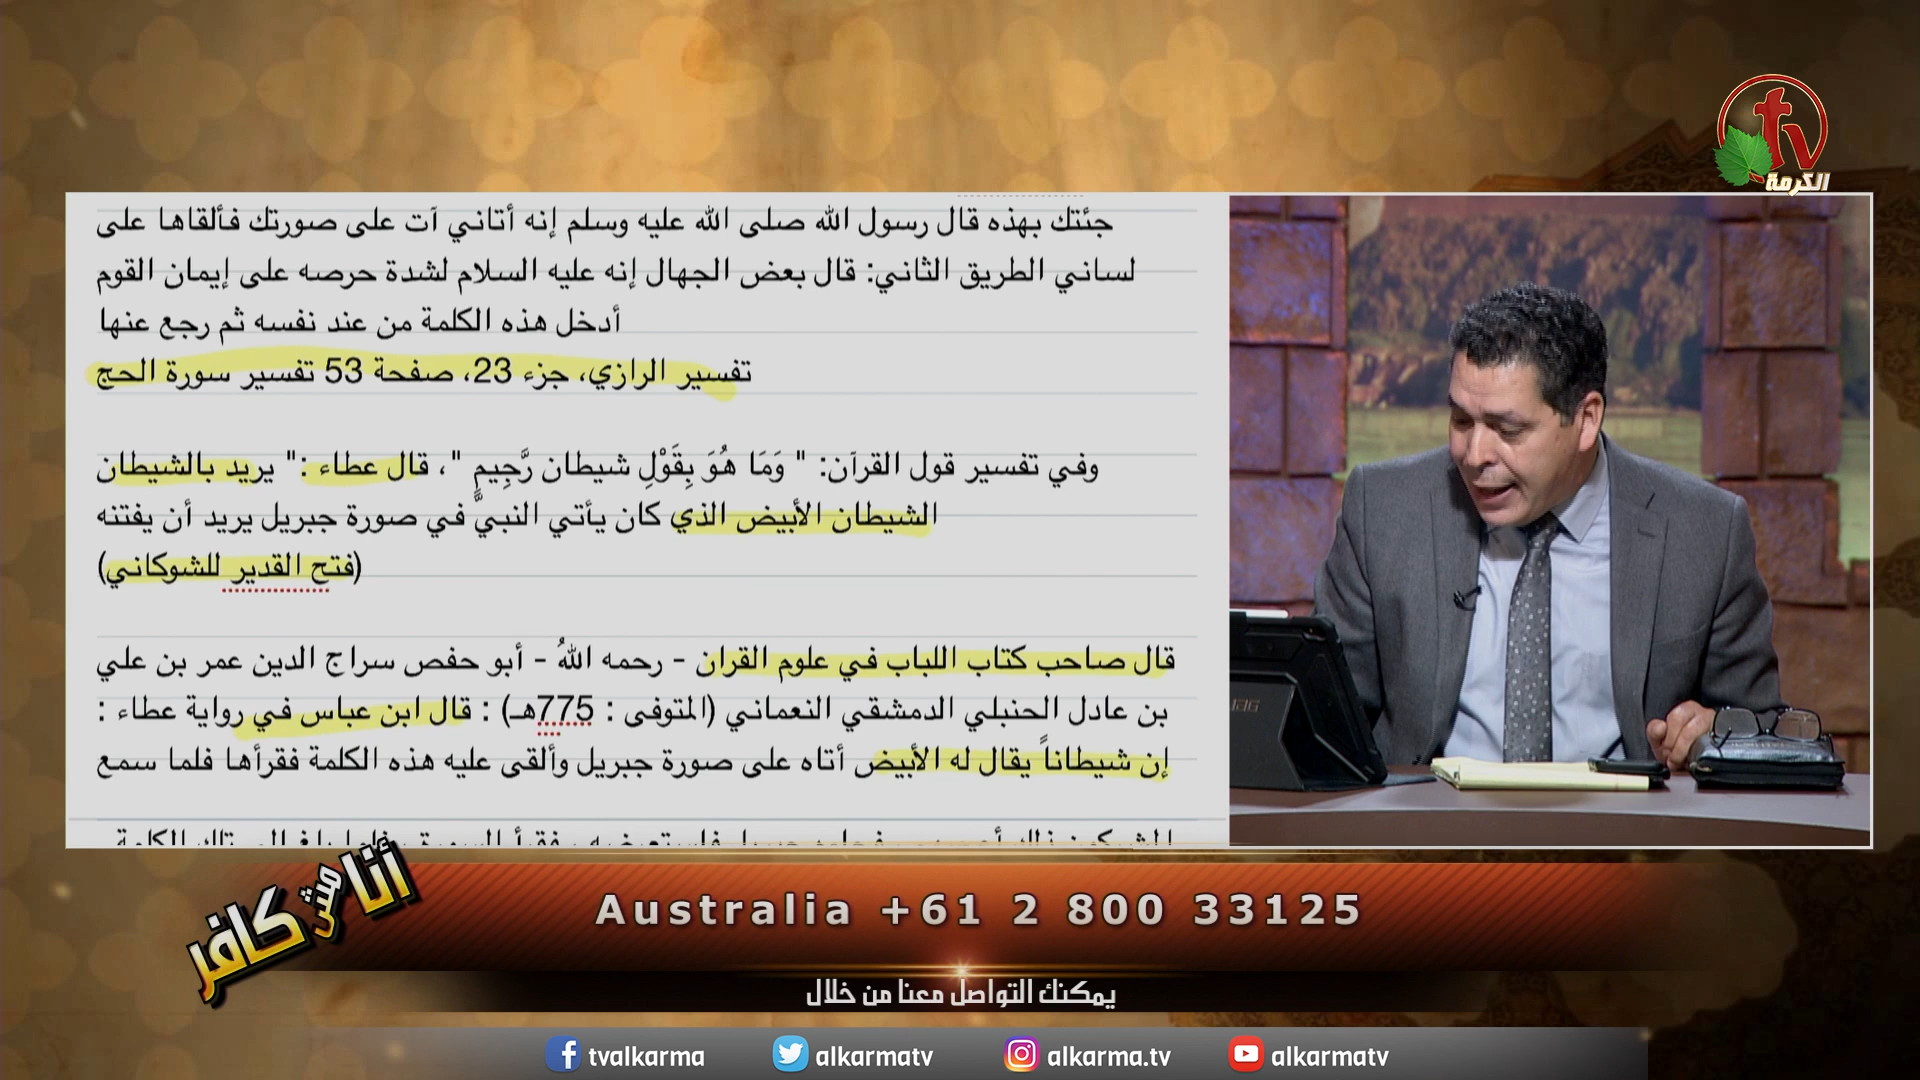 tv
الكرمة
جئتك بهذه قال رسول الله صلى الله عليه وسلم إنه أتاني آت على صورتك فألقاها على
لساني الطريق الثاني: قال بعض الجهال إنه عليه السلام لشدة حرصه على إيمان القوم
أدخل هذه الكلمة من عند نفسه ثم رجع عنها
تفسير الرازي، جزء 23، صفحة 53 تفسير سورة الحج
وفي تفسير قول القرآن: " وَمَا هُوَ بِقَوْلِ شيطان رَّجِيمٍ "، قال عطاء :" يريد بالشيطان
الشيطان الأبيض الذي كان يأتي النبيَّ في صورة جبريل يريد أن يفتنه
(فتح القدير للشوكاني)
قال صاحب كتاب اللباب في علوم القران - رحمه اللهُ - أبو حفص سراج الدين عمر بن علي
بن عادل الحنبلي الدمشقي النعماني (المتوفى : 775هـ) : قال ابن عباس في رواية عطاء :
إن شيطاناً يقال له الأبيض أتاه على صورة جبريل وألقى عليه هذه الكلمة فقرأها فلما سمع
أنا مش كافر
Australia +61 2 800 33125
يمكنك التواصل معنا من خلال
tvalkarma
alkarmatv
alkarma.tv
alkarmatv